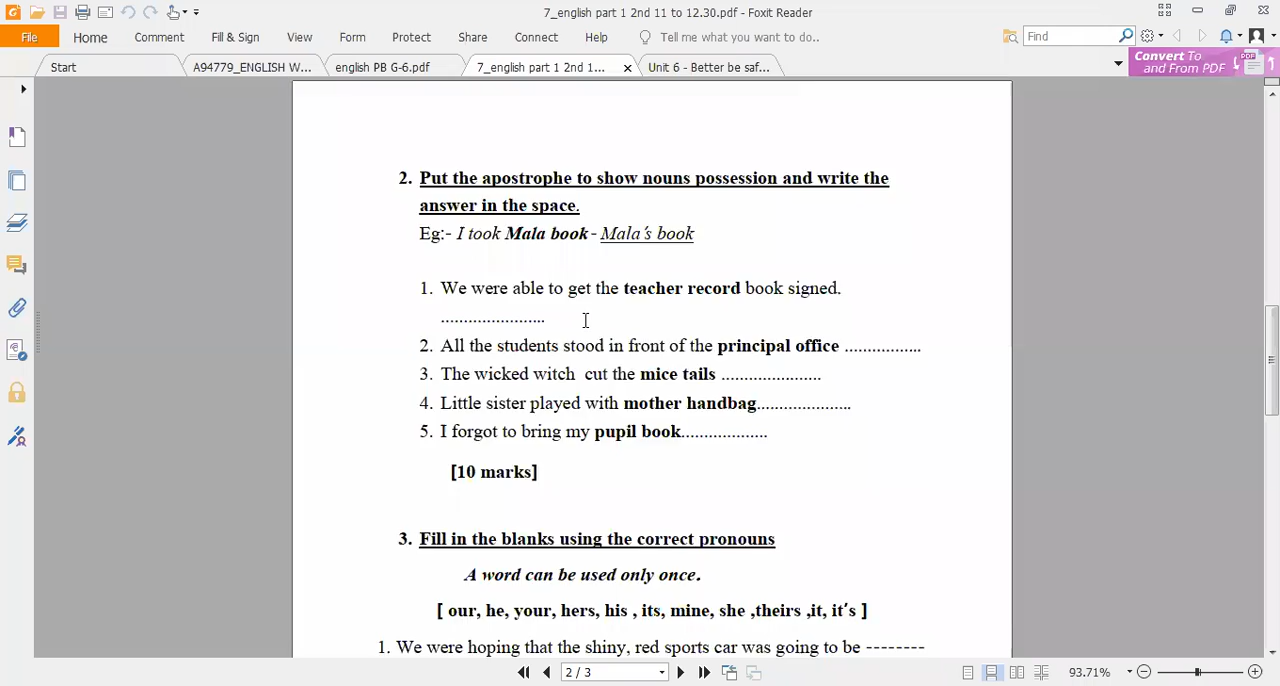 7_english part 1 2nd 11 to 12.30.pdf - Foxit Reader
File Home Comment Fill & Sign View Form Protect Share Connect Help Tell me what you want to do.. Find
Start A94779_ENGLISH W... english PB G-6.pdf 7_english part 1 2nd 1... Unit 6 - Better be saf... Convert To
and From PDF
2. Put the apostrophe to show nouns possession and write the
answer in the space.
Eg:- I took Mala book - Mala's book
1. We were able to get the teacher record book signed.
.......................
2. All the students stood in front of the principal office .................
3. The wicked witch cut the mice tails ......................
4. Little sister played with mother handbag.....................
5. I forgot to bring my pupil book...................
[10 marks]
3. Fill in the blanks using the correct pronouns
A word can be used only once.
[ our, he, your, hers, his , its, mine, she ,theirs ,it, it's ]
1. We were hoping that the shiny, red sports car was going to be --------
2 / 3 93.71%